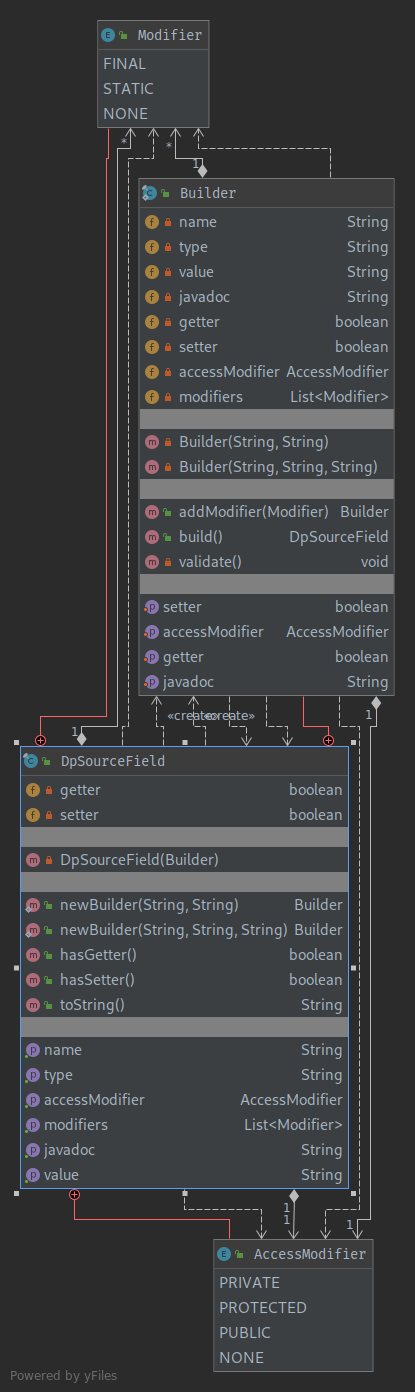 Modifier
FINAL
STATIC
NONE
* * 1
Builder
name String
type String
value String
javadoc String
getter boolean
setter boolean
accessModifier AccessModifier
modifiers List<Modifier>
Builder(String, String)
Builder(String, String, String)
addModifier(Modifier) Builder
build() DpSourceField
validate() void
setter boolean
accessModifier AccessModifier
getter boolean
javadoc String
«create» «create» 1
1
DpSourceField
getter boolean
setter boolean
DpSourceField(Builder)
newBuilder(String, String) Builder
newBuilder(String, String, String) Builder
hasGetter() boolean
hasSetter() boolean
toString() String
name String
type String
accessModifier AccessModifier
modifiers List<Modifier>
javadoc String
value String
1
1 1
AccessModifier
PRIVATE
PROTECTED
PUBLIC
NONE
Powered by yFiles